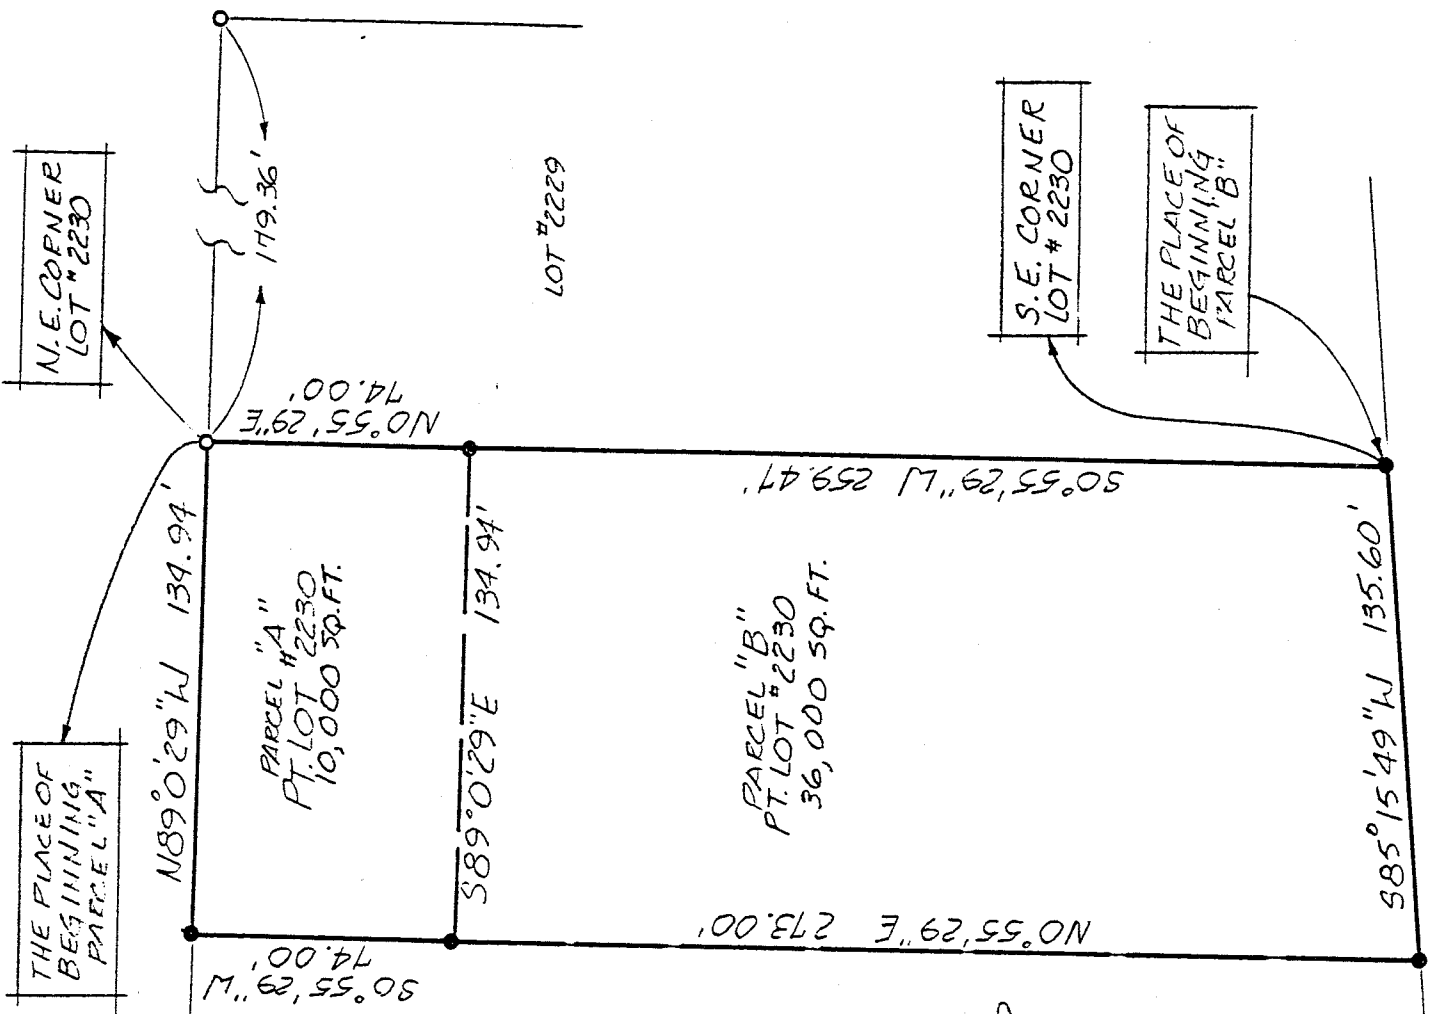 N.E. CORNER
LOT #2230
179.36'
LOT #2229
S.E. CORNER
LOT # 2230
THE PLACE OF
BEGINNING
PARCEL "B"
N0°55'29"E
74.00'
S0°55'29"W 259.47'
THE PLACE OF
BEGINNING
PARCEL "A"
N89°0'29"W 134.94'
PARCEL "A"
PT. LOT #2230
10,000 SQ.FT.
S89°0'29"E 134.94'
PARCEL "B"
PT. LOT #2230
36,000 SQ.FT.
S85°15'49"W 135.60'
S0°55'29"W
74.00'
N0°55'29"E 273.00'